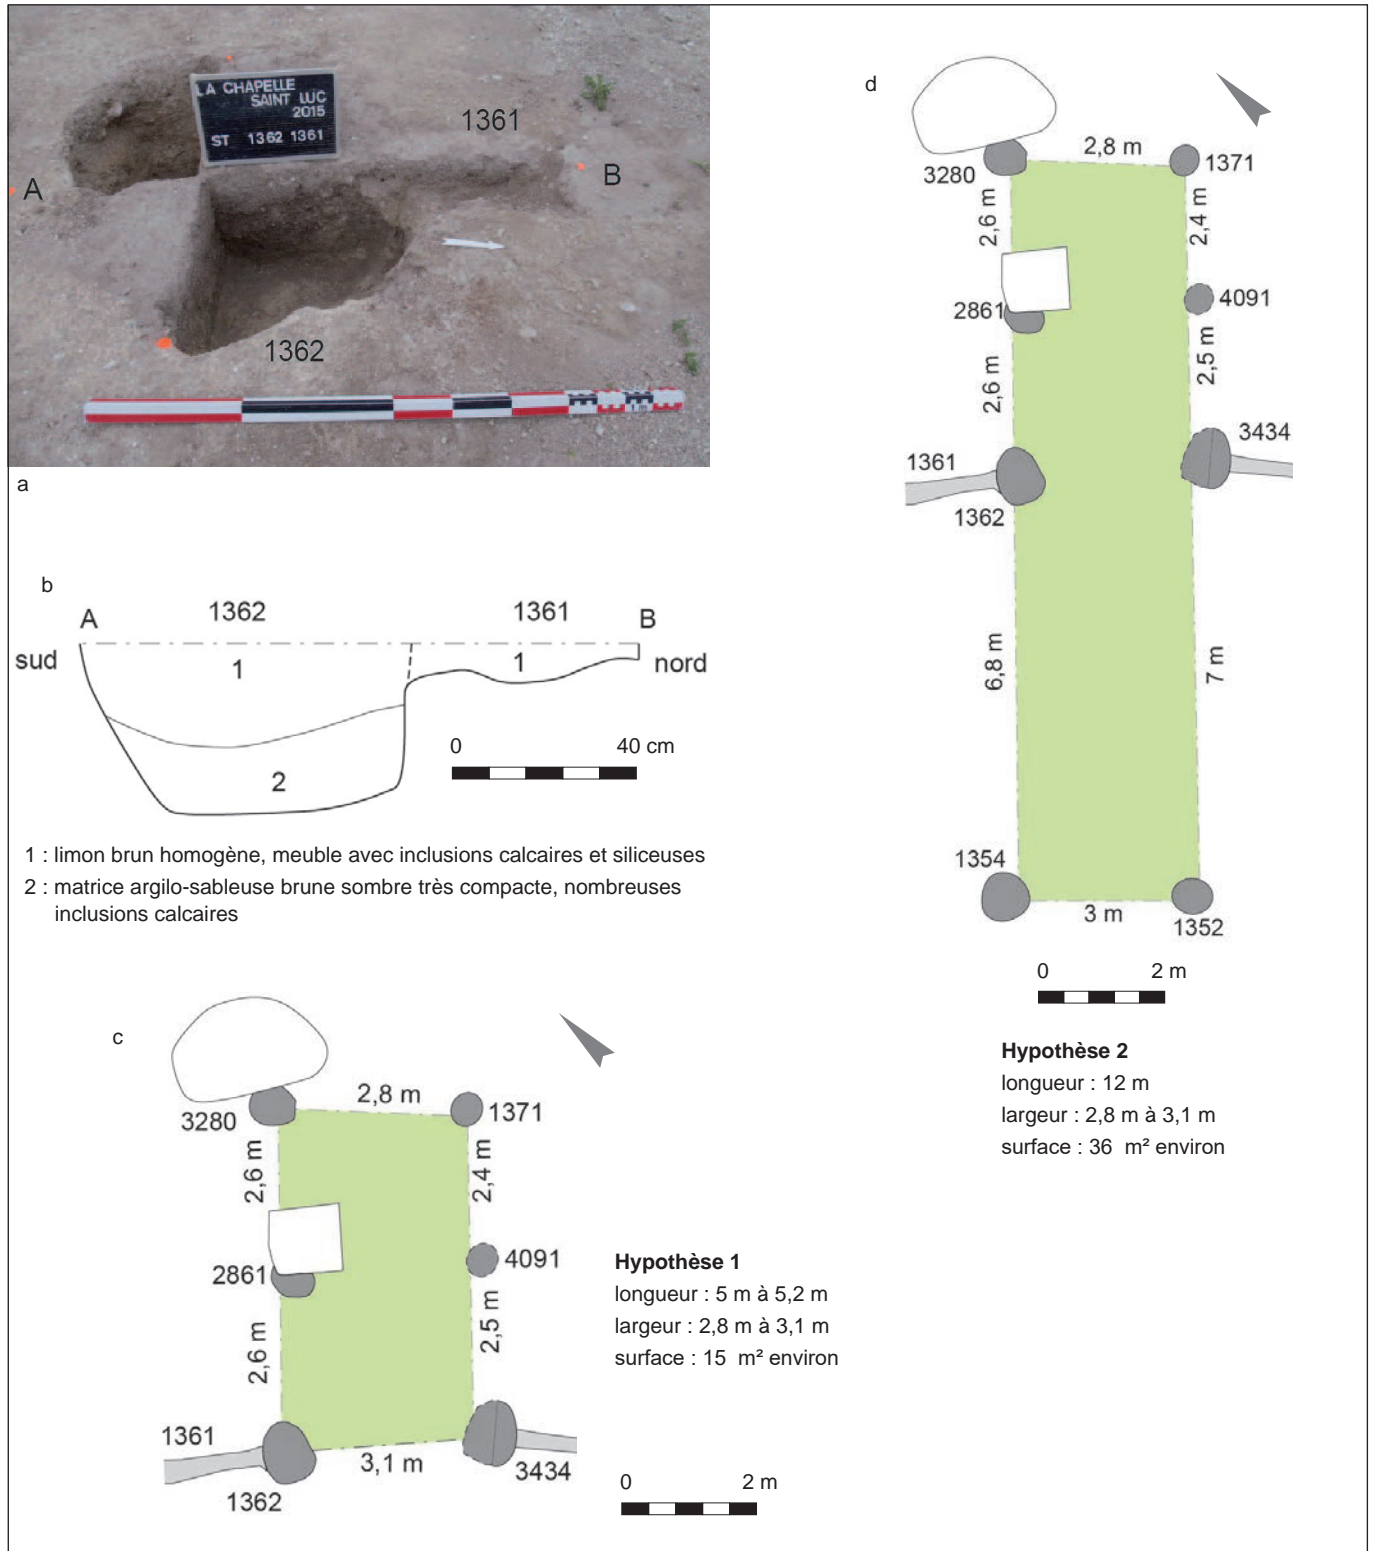 LA CHAPELLE
SAINT LUC
2015
ST 1362 1361
1361
A
B
1362
a
b
A
1362
1361
B
sud
1
1
nord
2
0 40 cm
1 : limon brun homogène, meuble avec inclusions calcaires et siliceuses
2 : matrice argilo-sableuse brune sombre très compacte, nombreuses
inclusions calcaires
c
2,8 m
3280
1371
2,6 m
2,4 m
2861
4091
2,6 m
2,5 m
1361
3,1 m
3434
1362
0 2 m
Hypothèse 1
longueur : 5 m à 5,2 m
largeur : 2,8 m à 3,1 m
surface : 15 m² environ
d
2,8 m
3280
1371
2,6 m
2,4 m
2861
4091
2,6 m
2,5 m
3434
1361
1362
6,8 m
7 m
1354
3 m
1352
0 2 m
Hypothèse 2
longueur : 12 m
largeur : 2,8 m à 3,1 m
surface : 36 m² environ